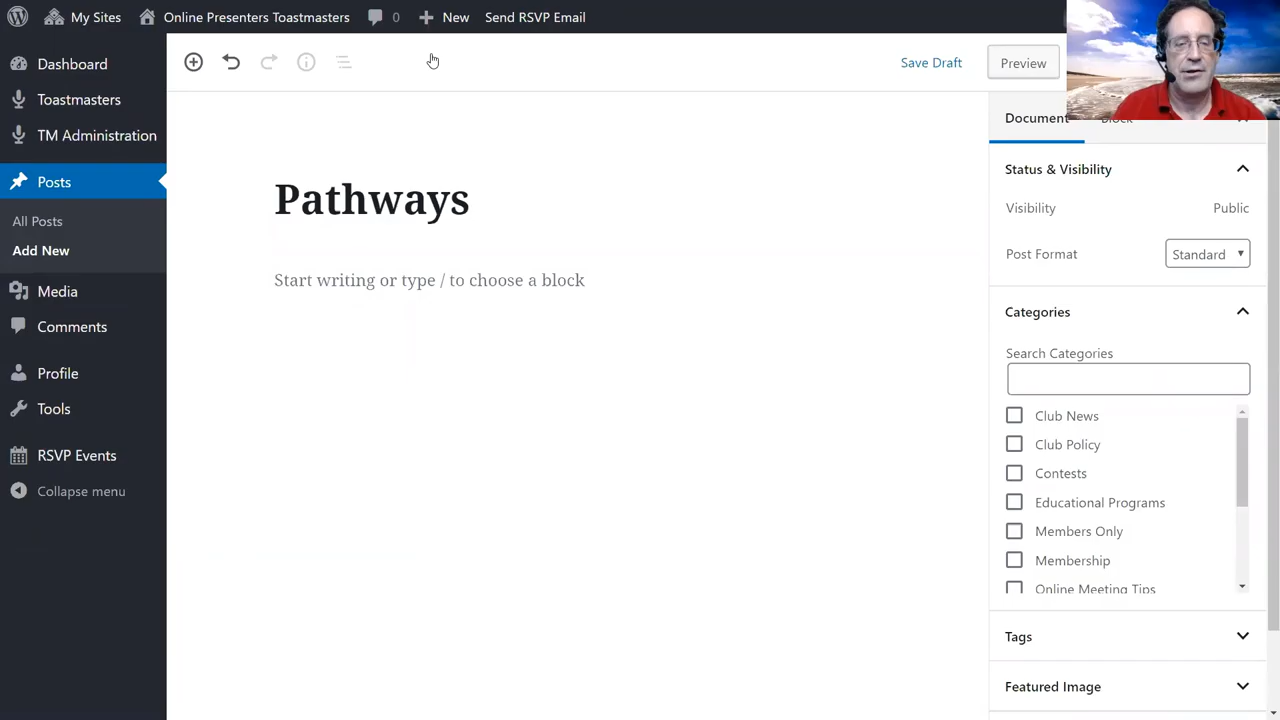 My Sites
Online Presenters Toastmasters
0
New
Send RSVP Email
Dashboard
Toastmasters
TM Administration
Posts
All Posts
Add New
Media
Comments
Profile
Tools
RSVP Events
Collapse menu
Save Draft
Preview
Pathways
Start writing or type / to choose a block
Document
Block
Status & Visibility
Visibility Public
Post Format Standard
Categories
Search Categories
Club News
Club Policy
Contests
Educational Programs
Members Only
Membership
Online Meeting Tips
Tags
Featured Image